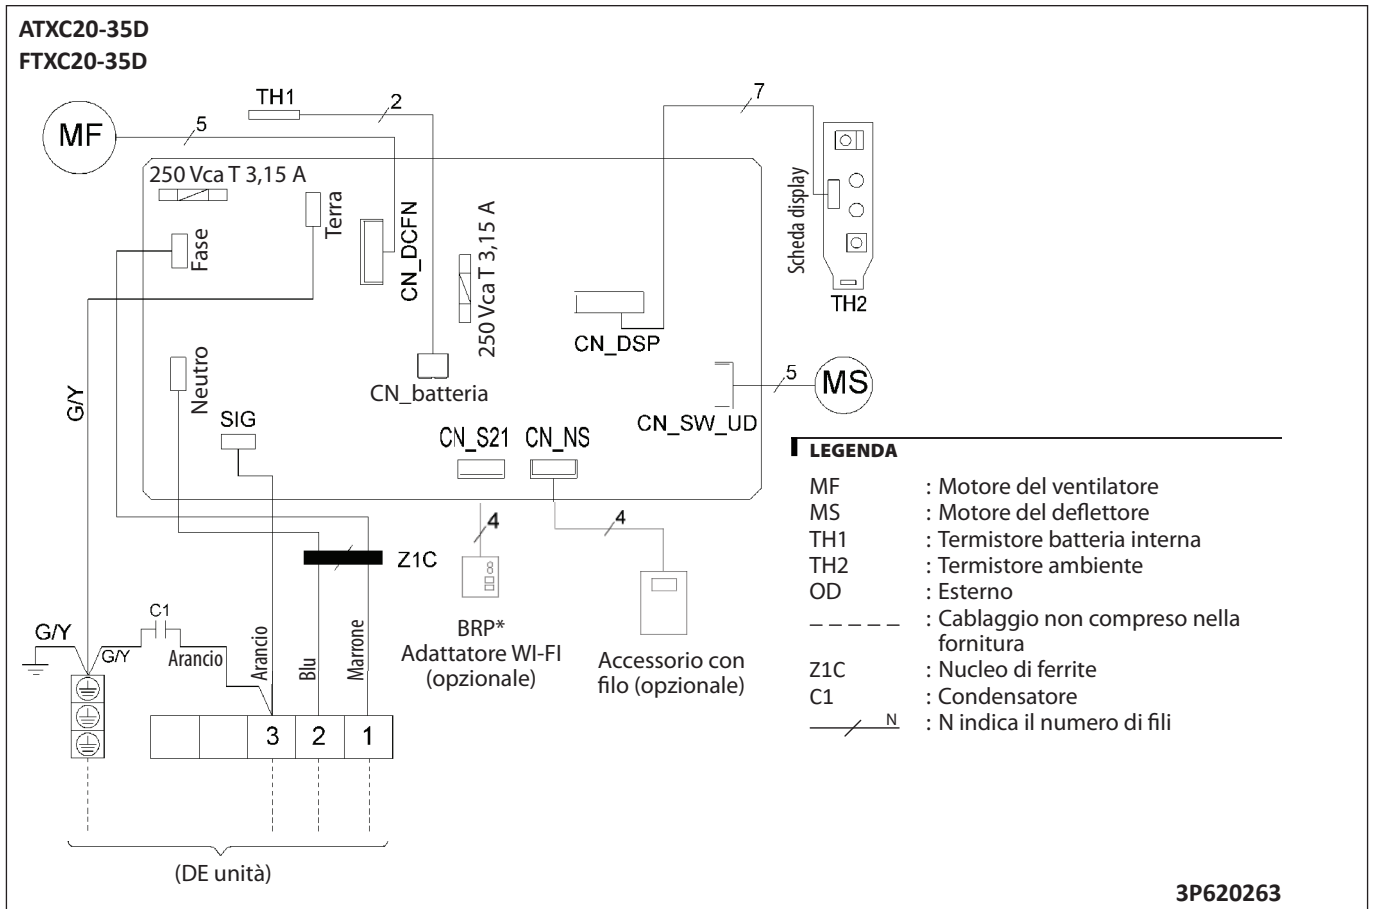 ATXC20-35D
FTXC20-35D
TH1
2
7
MF
5
250 Vca T 3,15 A
Terra
Fase
CN_DCFN
250 Vca T 3,15 A
Scheda display
TH2
CN_DSP
Neutro
CN_batteria
G/Y
SIG
CN_S21
CN_NS
CN_SW_UD
5
MS
4
4
Z1C
BRP*
Adattatore WI-FI
(opzionale)
Accessorio con
filo (opzionale)
G/Y
G/Y
C1
Arancio
Arancio
Blu
Marrone
3
2
1
(DE unità)
LEGENDA
MF : Motore del ventilatore
MS : Motore del deflettore
TH1 : Termistore batteria interna
TH2 : Termistore ambiente
OD : Esterno
: Cablaggio non compreso nella
fornitura
Z1C : Nucleo di ferrite
C1 : Condensatore
N : N indica il numero di fili
3P620263